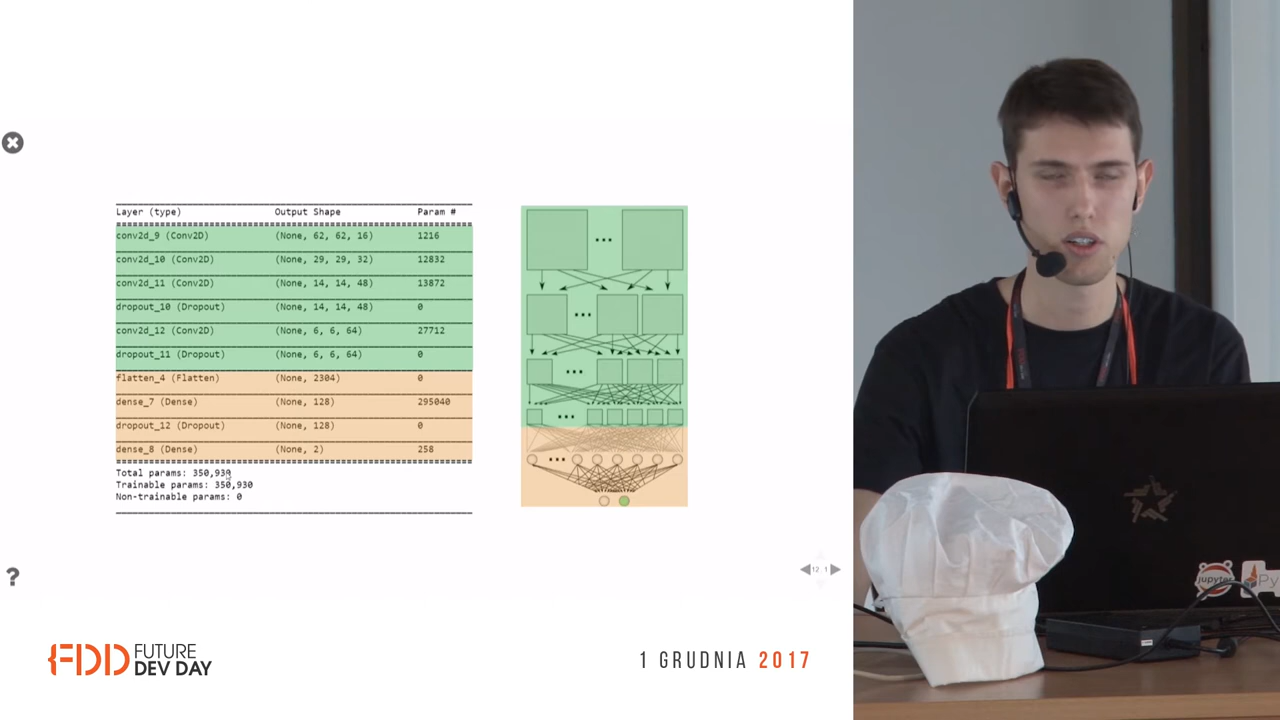 Layer (type) Output Shape Param #
conv2d_9 (Conv2D) (None, 62, 62, 16) 1216
conv2d_10 (Conv2D) (None, 29, 29, 32) 12832
conv2d_11 (Conv2D) (None, 14, 14, 48) 13872
dropout_10 (Dropout) (None, 14, 14, 48) 0
conv2d_12 (Conv2D) (None, 6, 6, 64) 27712
dropout_11 (Dropout) (None, 6, 6, 64) 0
flatten_4 (Flatten) (None, 2304) 0
dense_7 (Dense) (None, 128) 295040
dropout_12 (Dropout) (None, 128) 0
dense_8 (Dense) (None, 2) 258
Total params: 350,930
Trainable params: 350,930
Non-trainable params: 0
?
12.1
FDD FUTURE
DEV DAY
1 GRUDNIA 2017
jupyter
Py